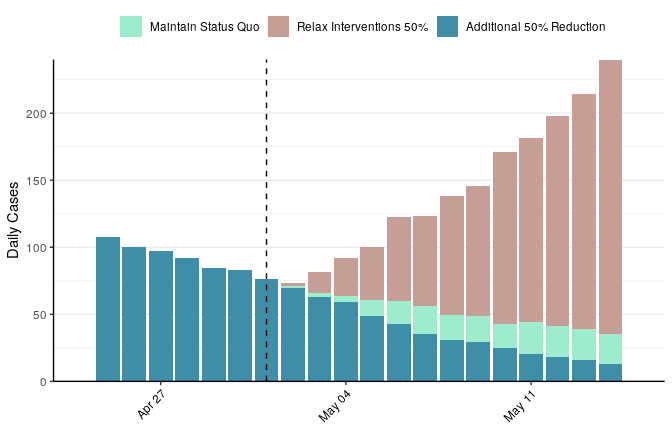 Maintain Status Quo Relax Interventions 50% Additional 50% Reduction
Daily Cases
200
150
100
50
0
Apr 27
May 04
May 11